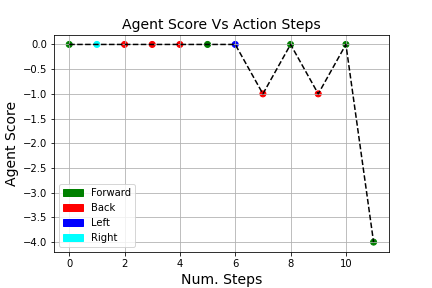 Agent Score Vs Action Steps
Agent Score
0.0
−0.5
−1.0
−1.5
−2.0
−2.5
−3.0
−3.5
−4.0
Forward
Back
Left
Right
0 2 4 6 8 10
Num. Steps